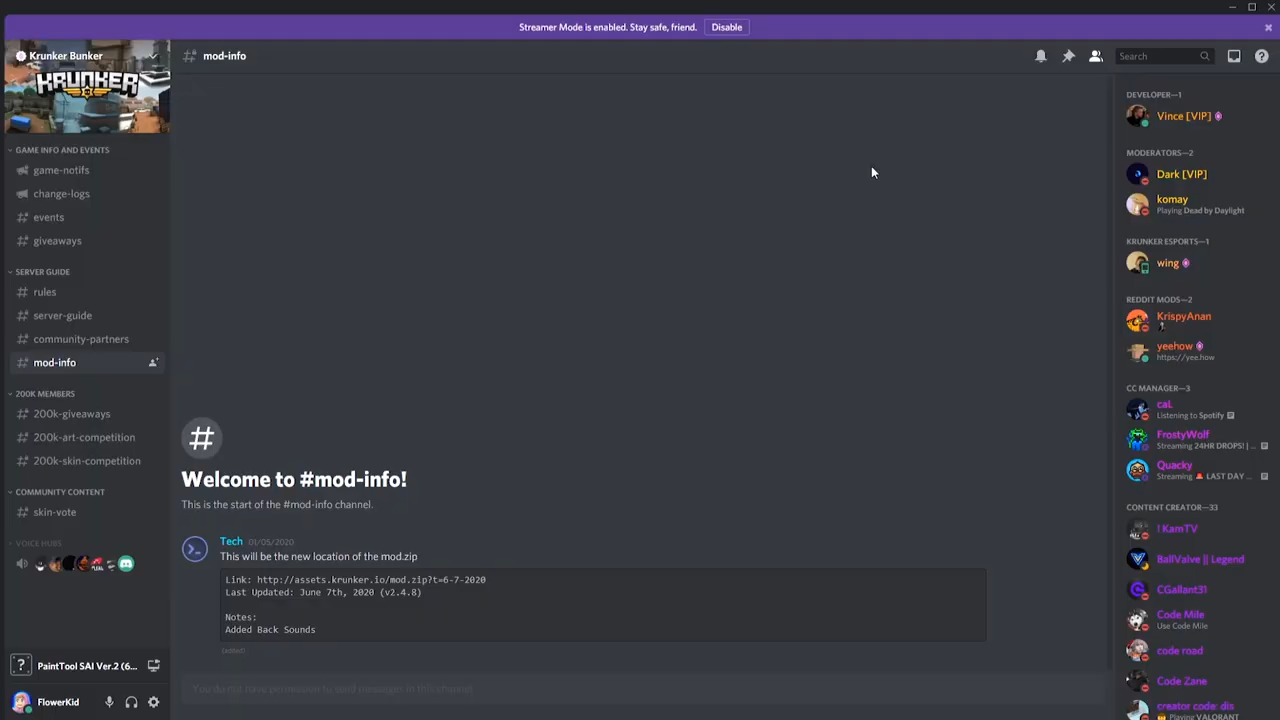 Streamer Mode is enabled. Stay safe, friend.
Disable
Krunker Bunker
KRUNKER
GAME INFO AND EVENTS
game-notifs
change-logs
events
giveaways
SERVER GUIDE
rules
server-guide
community-partners
mod-info
200K MEMBERS
200k-giveaways
200k-art-competition
200k-skin-competition
COMMUNITY CONTENT
skin-vote
VOICE HUBS
PaintTool SAI Ver.2 (6...
FlowerKid
mod-info
Search
Welcome to #mod-info!
This is the start of the #mod-info channel.
Tech 01/05/2020
This will be the new location of the mod.zip
Link: http://assets.krunker.io/mod.zip?t=6-7-2020
Last Updated: June 7th, 2020 (v2.4.8)
Notes:
Added Back Sounds
(edited)
You do not have permission to send messages in this channel.
DEVELOPER—1
Vince [VIP]
MODERATORS—2
Dark [VIP]
komay
Playing Dead by Daylight
KRUNKER ESPORTS—1
wing
REDDIT MODS—2
KrispyAnan
yeehow
https://yee.how
CC MANAGER—3
caL
Listening to Spotify
FrostyWolf
Streaming 24HR DROPS! | ...
Quacky
Streaming LAST DAY ...
CONTENT CREATOR—33
! KamTV
BallValve || Legend
CGallant31
Code Mile
Use Code Mile
code road
Code Zane
creator code: dis
Playing VALORANT